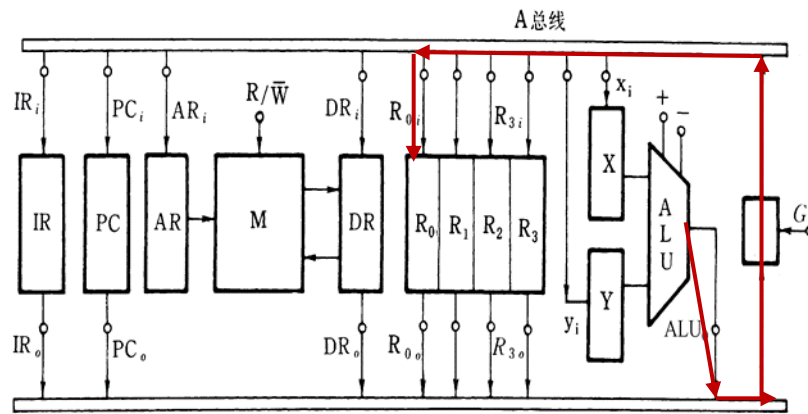 A总线
IRᵢ
PCᵢ
ARᵢ
R/W̅
DRᵢ
R₀ᵢ
R₃ᵢ
xᵢ
+
−
IR
PC
AR
M
DR
R₀
R₁
R₂
R₃
X
Y
A
L
U
G
yᵢ
ALU
IRₒ
PCₒ
DRₒ
R₀ₒ
R₃ₒ